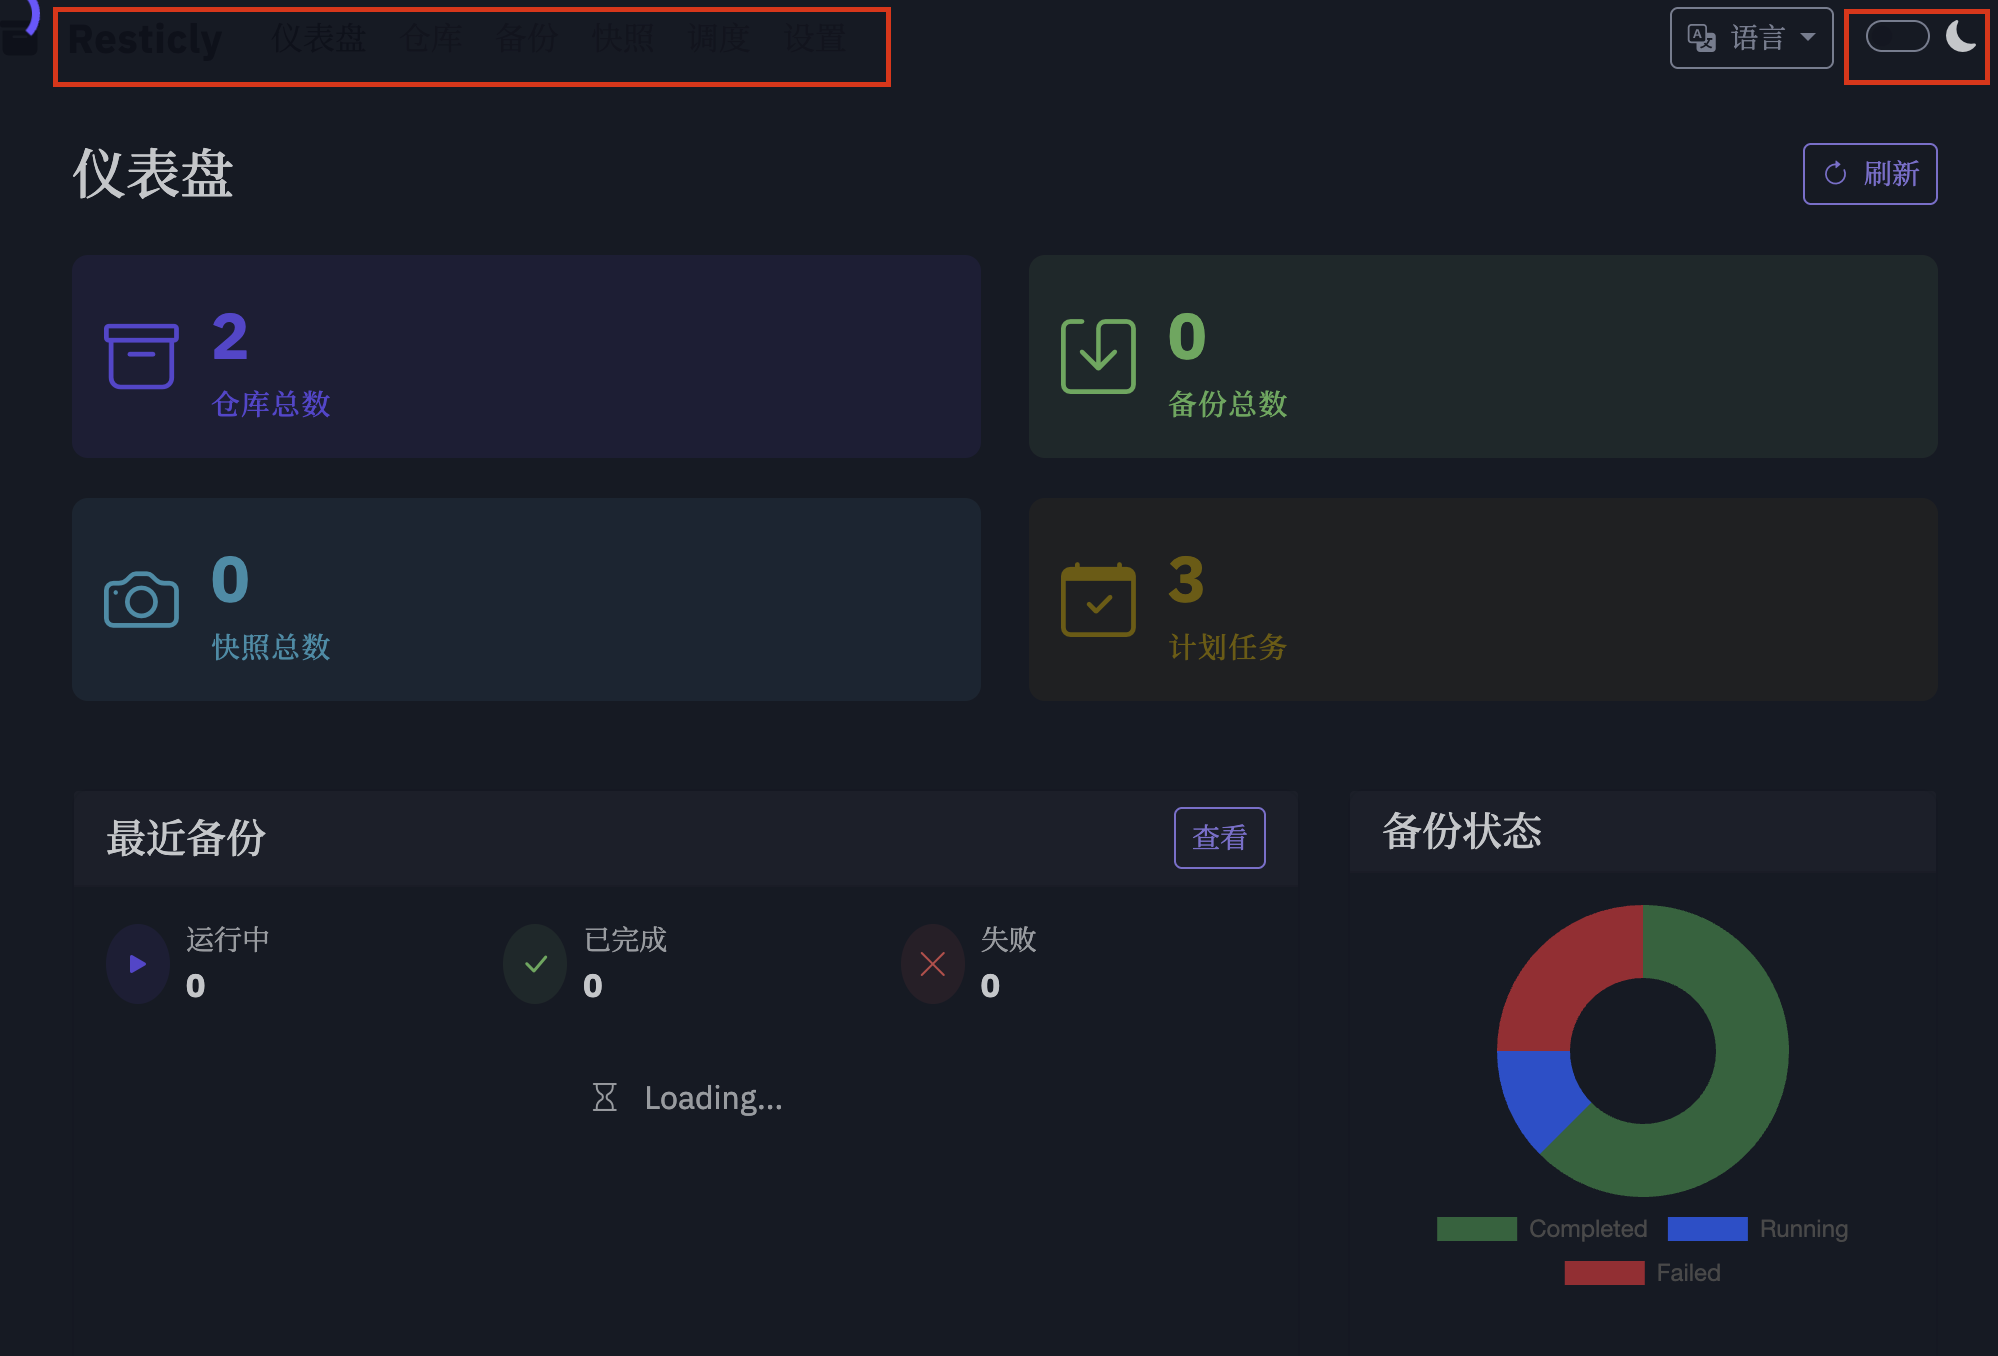 Resticly 仪表盘 仓库 备份 快照 调度 设置 语言
仪表盘 刷新
2
仓库总数
0
备份总数
0
快照总数
3
计划任务
最近备份 查看
运行中
0
已完成
0
失败
0
Loading...
备份状态
Completed Running
Failed